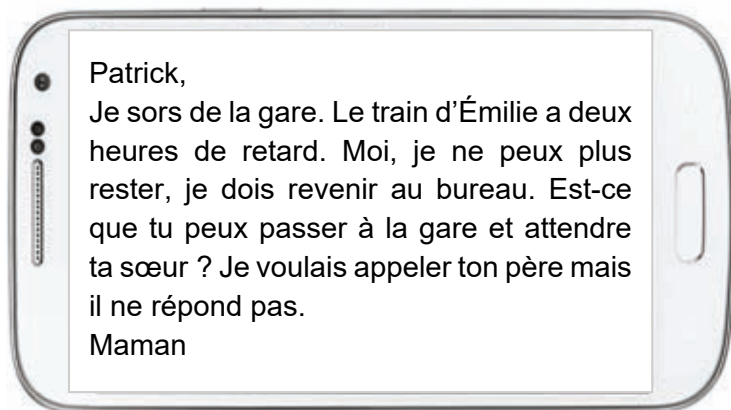 Patrick,
Je sors de la gare. Le train d’Émilie a deux
heures de retard. Moi, je ne peux plus
rester, je dois revenir au bureau. Est-ce
que tu peux passer à la gare et attendre
ta sœur ? Je voulais appeler ton père mais
il ne répond pas.
Maman